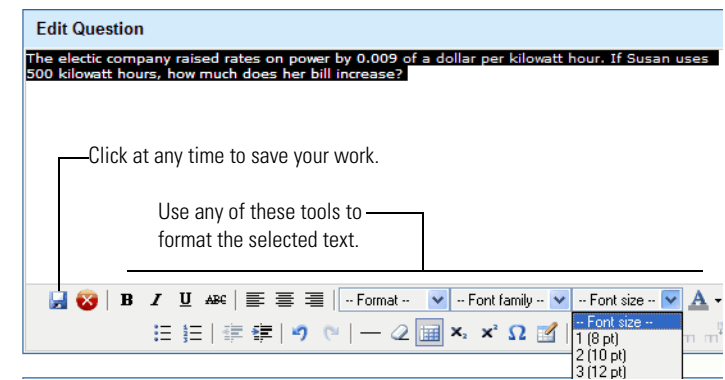 Edit Question
The electic company raised rates on power by 0.009 of a dollar per kilowatt hour. If Susan uses
500 kilowatt hours, how much does her bill increase?
Click at any time to save your work.
Use any of these tools to
format the selected text.
B I U ABC -- Format -- -- Font family -- -- Font size -- A
x₂ x² Ω
-- Font size --
1 (8 pt)
2 (10 pt)
3 (12 pt)